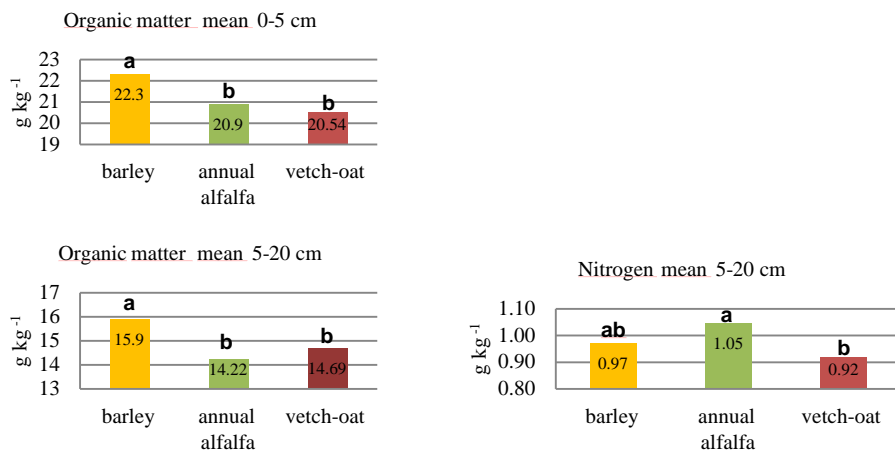 Organic matter mean 0-5 cm
g kg-1
23
22
21
20
19
a
b
b
22.3
20.9
20.54
barley
annual
alfalfa
vetch-oat
Organic matter mean 5-20 cm
g kg-1
17
16
15
14
13
a
b
b
15.9
14.22
14.69
barley
annual
alfalfa
vetch-oat
Nitrogen mean 5-20 cm
g kg-1
1.10
1.00
0.90
0.80
ab
a
b
0.97
1.05
0.92
barley
annual
alfalfa
vetch-oat